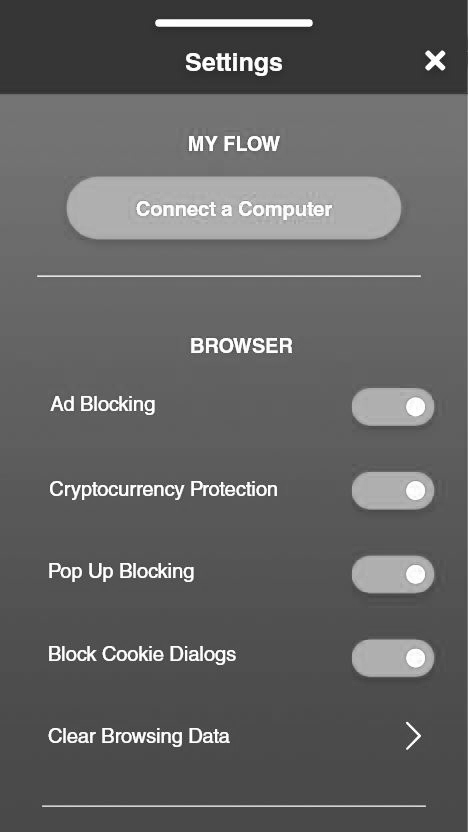 Settings
MY FLOW
Connect a Computer
BROWSER
Ad Blocking
Cryptocurrency Protection
Pop Up Blocking
Block Cookie Dialogs
Clear Browsing Data